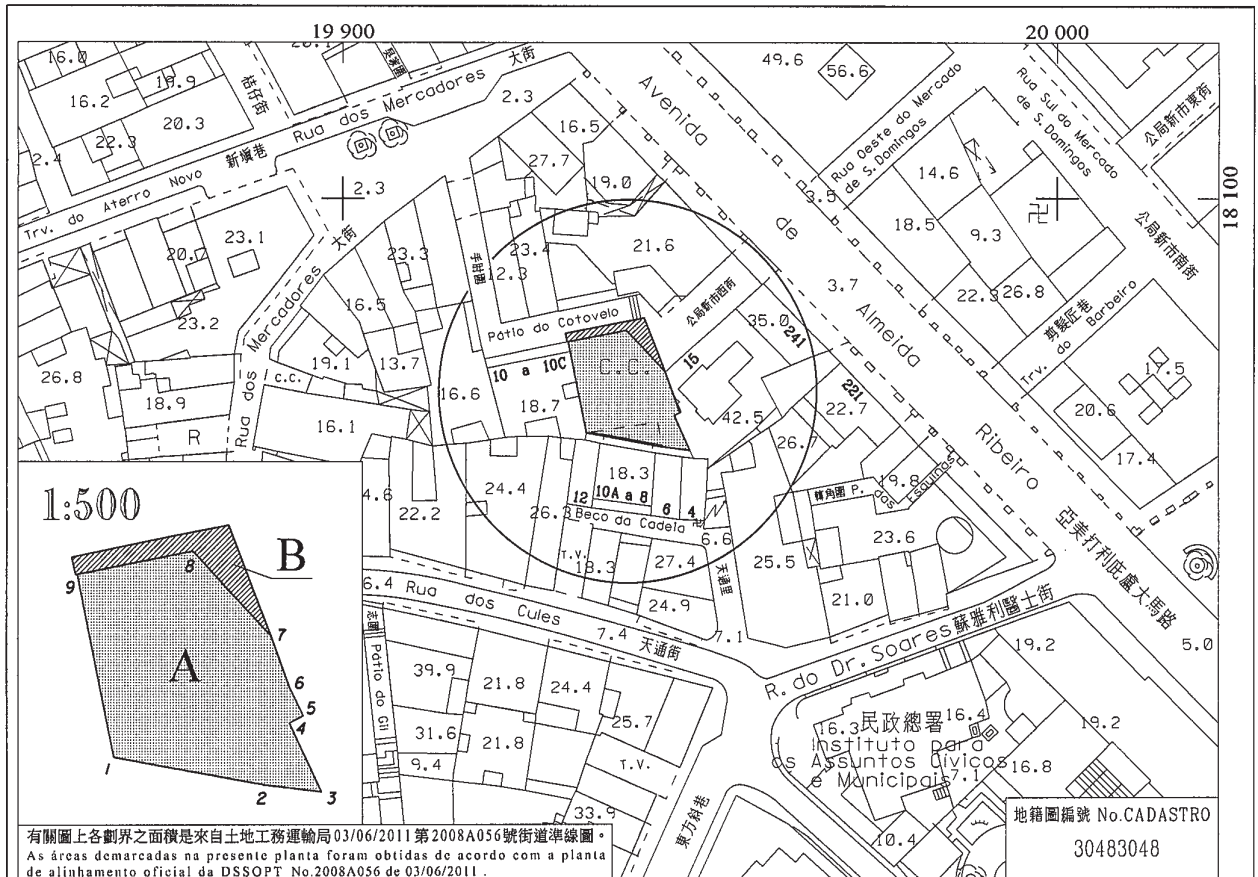 19 900
20 000
18 100
16.0
19.9
16.2
20.3
22.3
2.4
桔仔街
Rua dos Mercadores 大街
新填巷
Trv. do Aterro Novo
2.3
2.3
16.5
27.7
19.0
Avenida
de
Almeida
Ribeiro
亞美打利庇盧大馬路
49.6
56.6
Rua Oeste do Mercado
de S. Domingos
Rua Sul do Mercado
de S. Domingos
公局新市東街
公局新市南街
3.5
14.6
18.5
9.3
22.3
26.8
3.7
剪髮匠巷
Trv. do Barbeiro
17.5
20.6
17.4
20.7
23.1
23.2
大街
Rua dos Mercadores
23.3
16.5
19.1
13.7
C.C.
16.1
26.8
18.9
R
12.3
23.4
21.6
Pátio do Cotovelo
公局新市西街
10 a 10C
C.C.
15
35.0
241
16.6
18.7
42.5
221
22.7
26.7
19.8
轉角圍 P. das Esquinas
18.3
12
10A a 8
6
4
Beco da Cadeia
6.6
24.4
22.2
26.3
T.V.
18.3
27.4
24.9
天通里
25.5
23.6
21.0
6.4
Rua dos Cules
7.4
天通街
7.1
R. do Dr. Soares 蘇雅利醫士街
19.2
5.0
Pátio do Gil
39.9
21.8
24.4
31.6
21.8
25.7
9.4
T.V.
33.9
東方斜巷
16.3
民政總署
16.4
Instituto para
os Assuntos Cívicos
e Municipais
7.1
19.2
16.8
10.4
1:500
B
A
9
8
7
6
5
4
1
2
3
有關圖上各劃界之面積是來自土地工務運輸局03/06/2011第2008A056號街道準線圖。
As áreas demarcadas na presente planta foram obtidas de acordo com a planta
de alinhamento oficial da DSSOPT No.2008A056 de 03/06/2011 .
地籍圖編號 No.CADASTRO
30483048